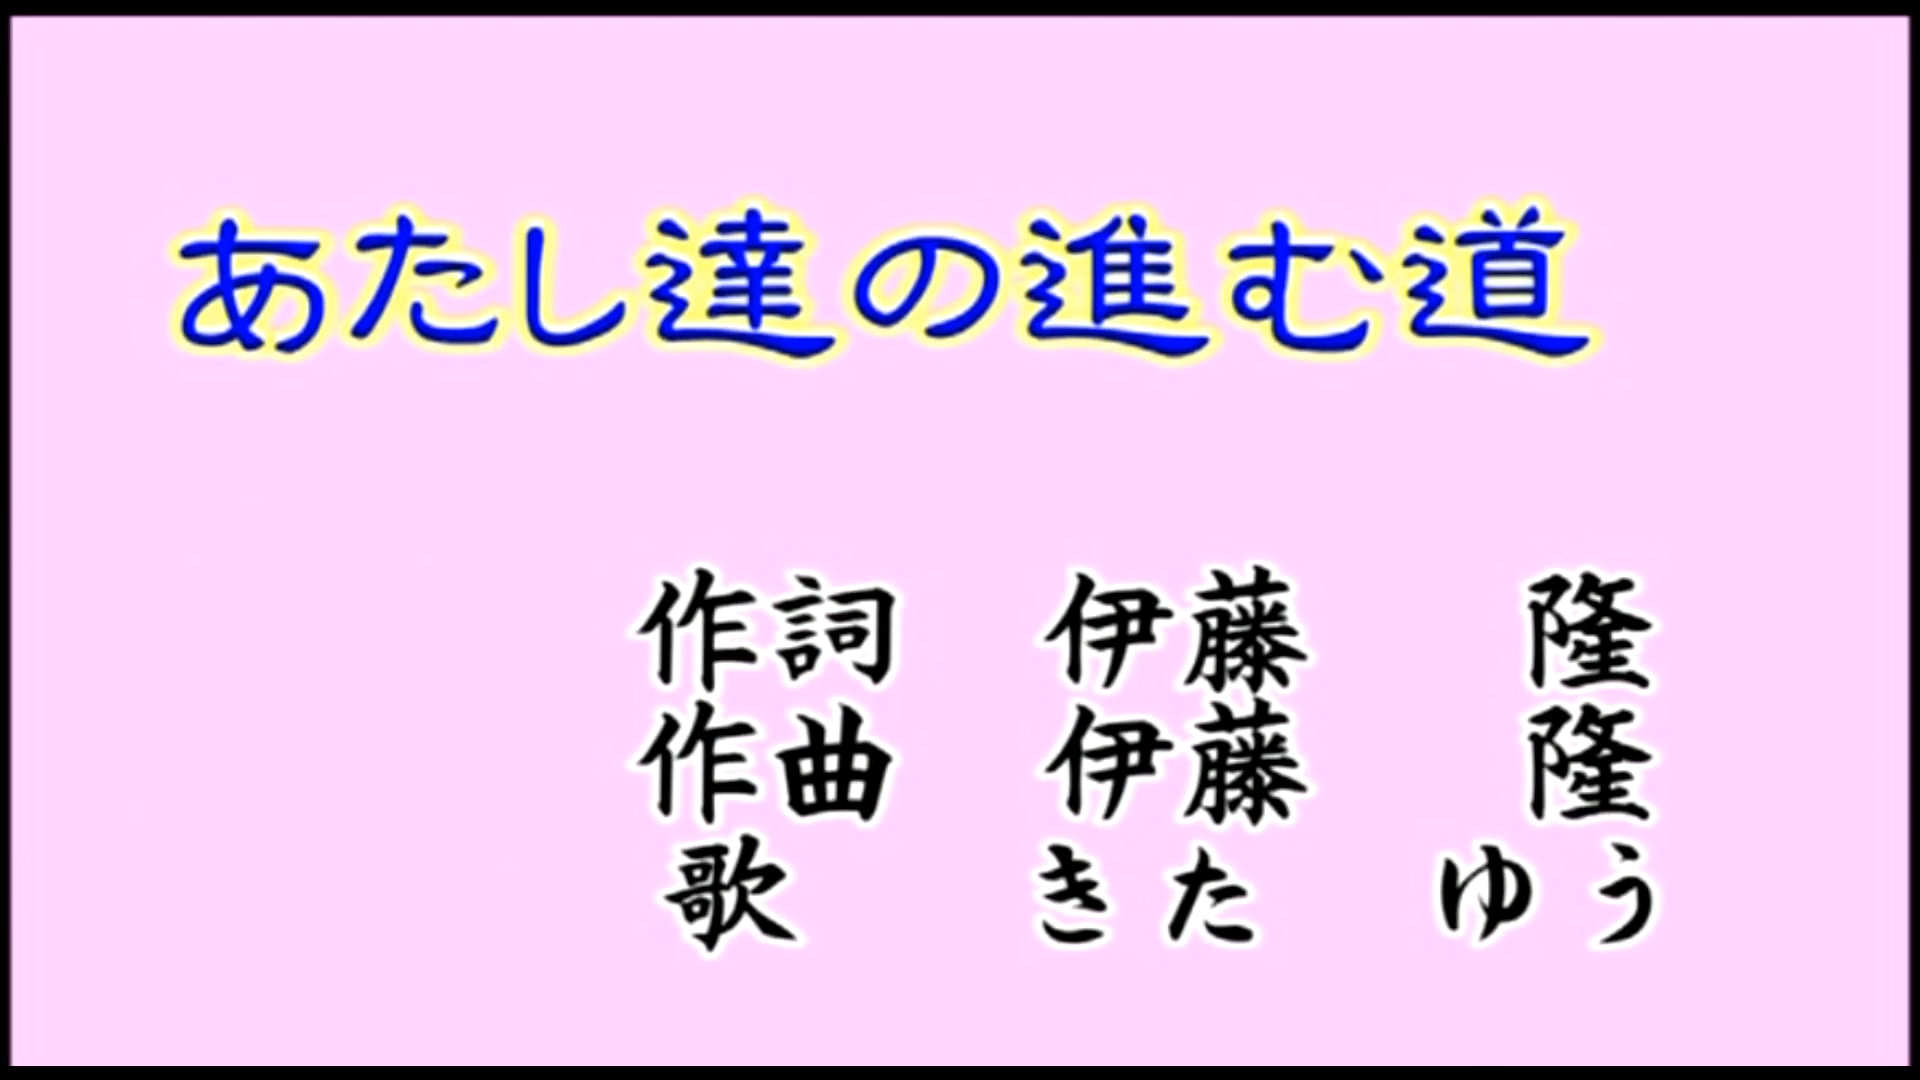 あたし達の進む道
作詞　伊藤　隆
作曲　伊藤　隆
歌　きた　ゆう